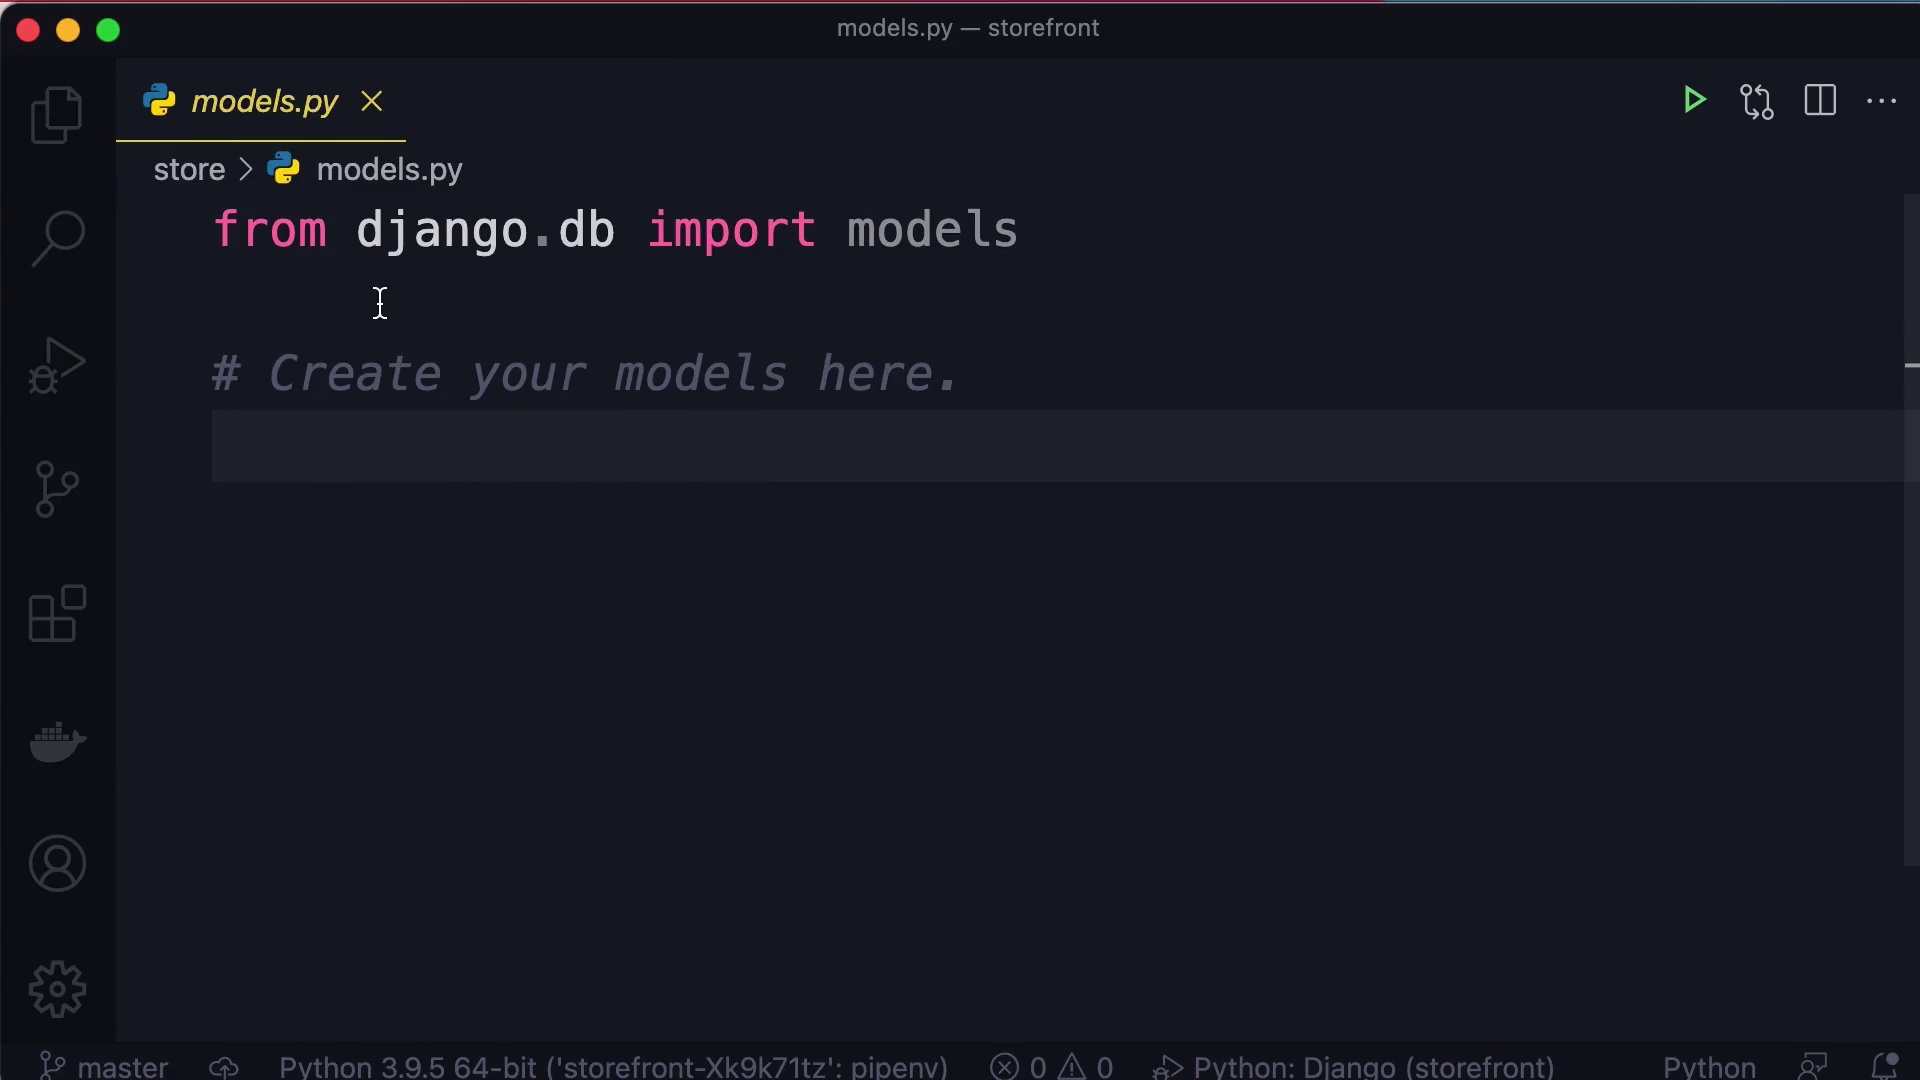 models.py — storefront
models.py
store > models.py
from django.db import models
# Create your models here.
master Python 3.9.5 64-bit ('storefront-Xk9k71tz': pipenv) 0 0 Python: Django (storefront) Python